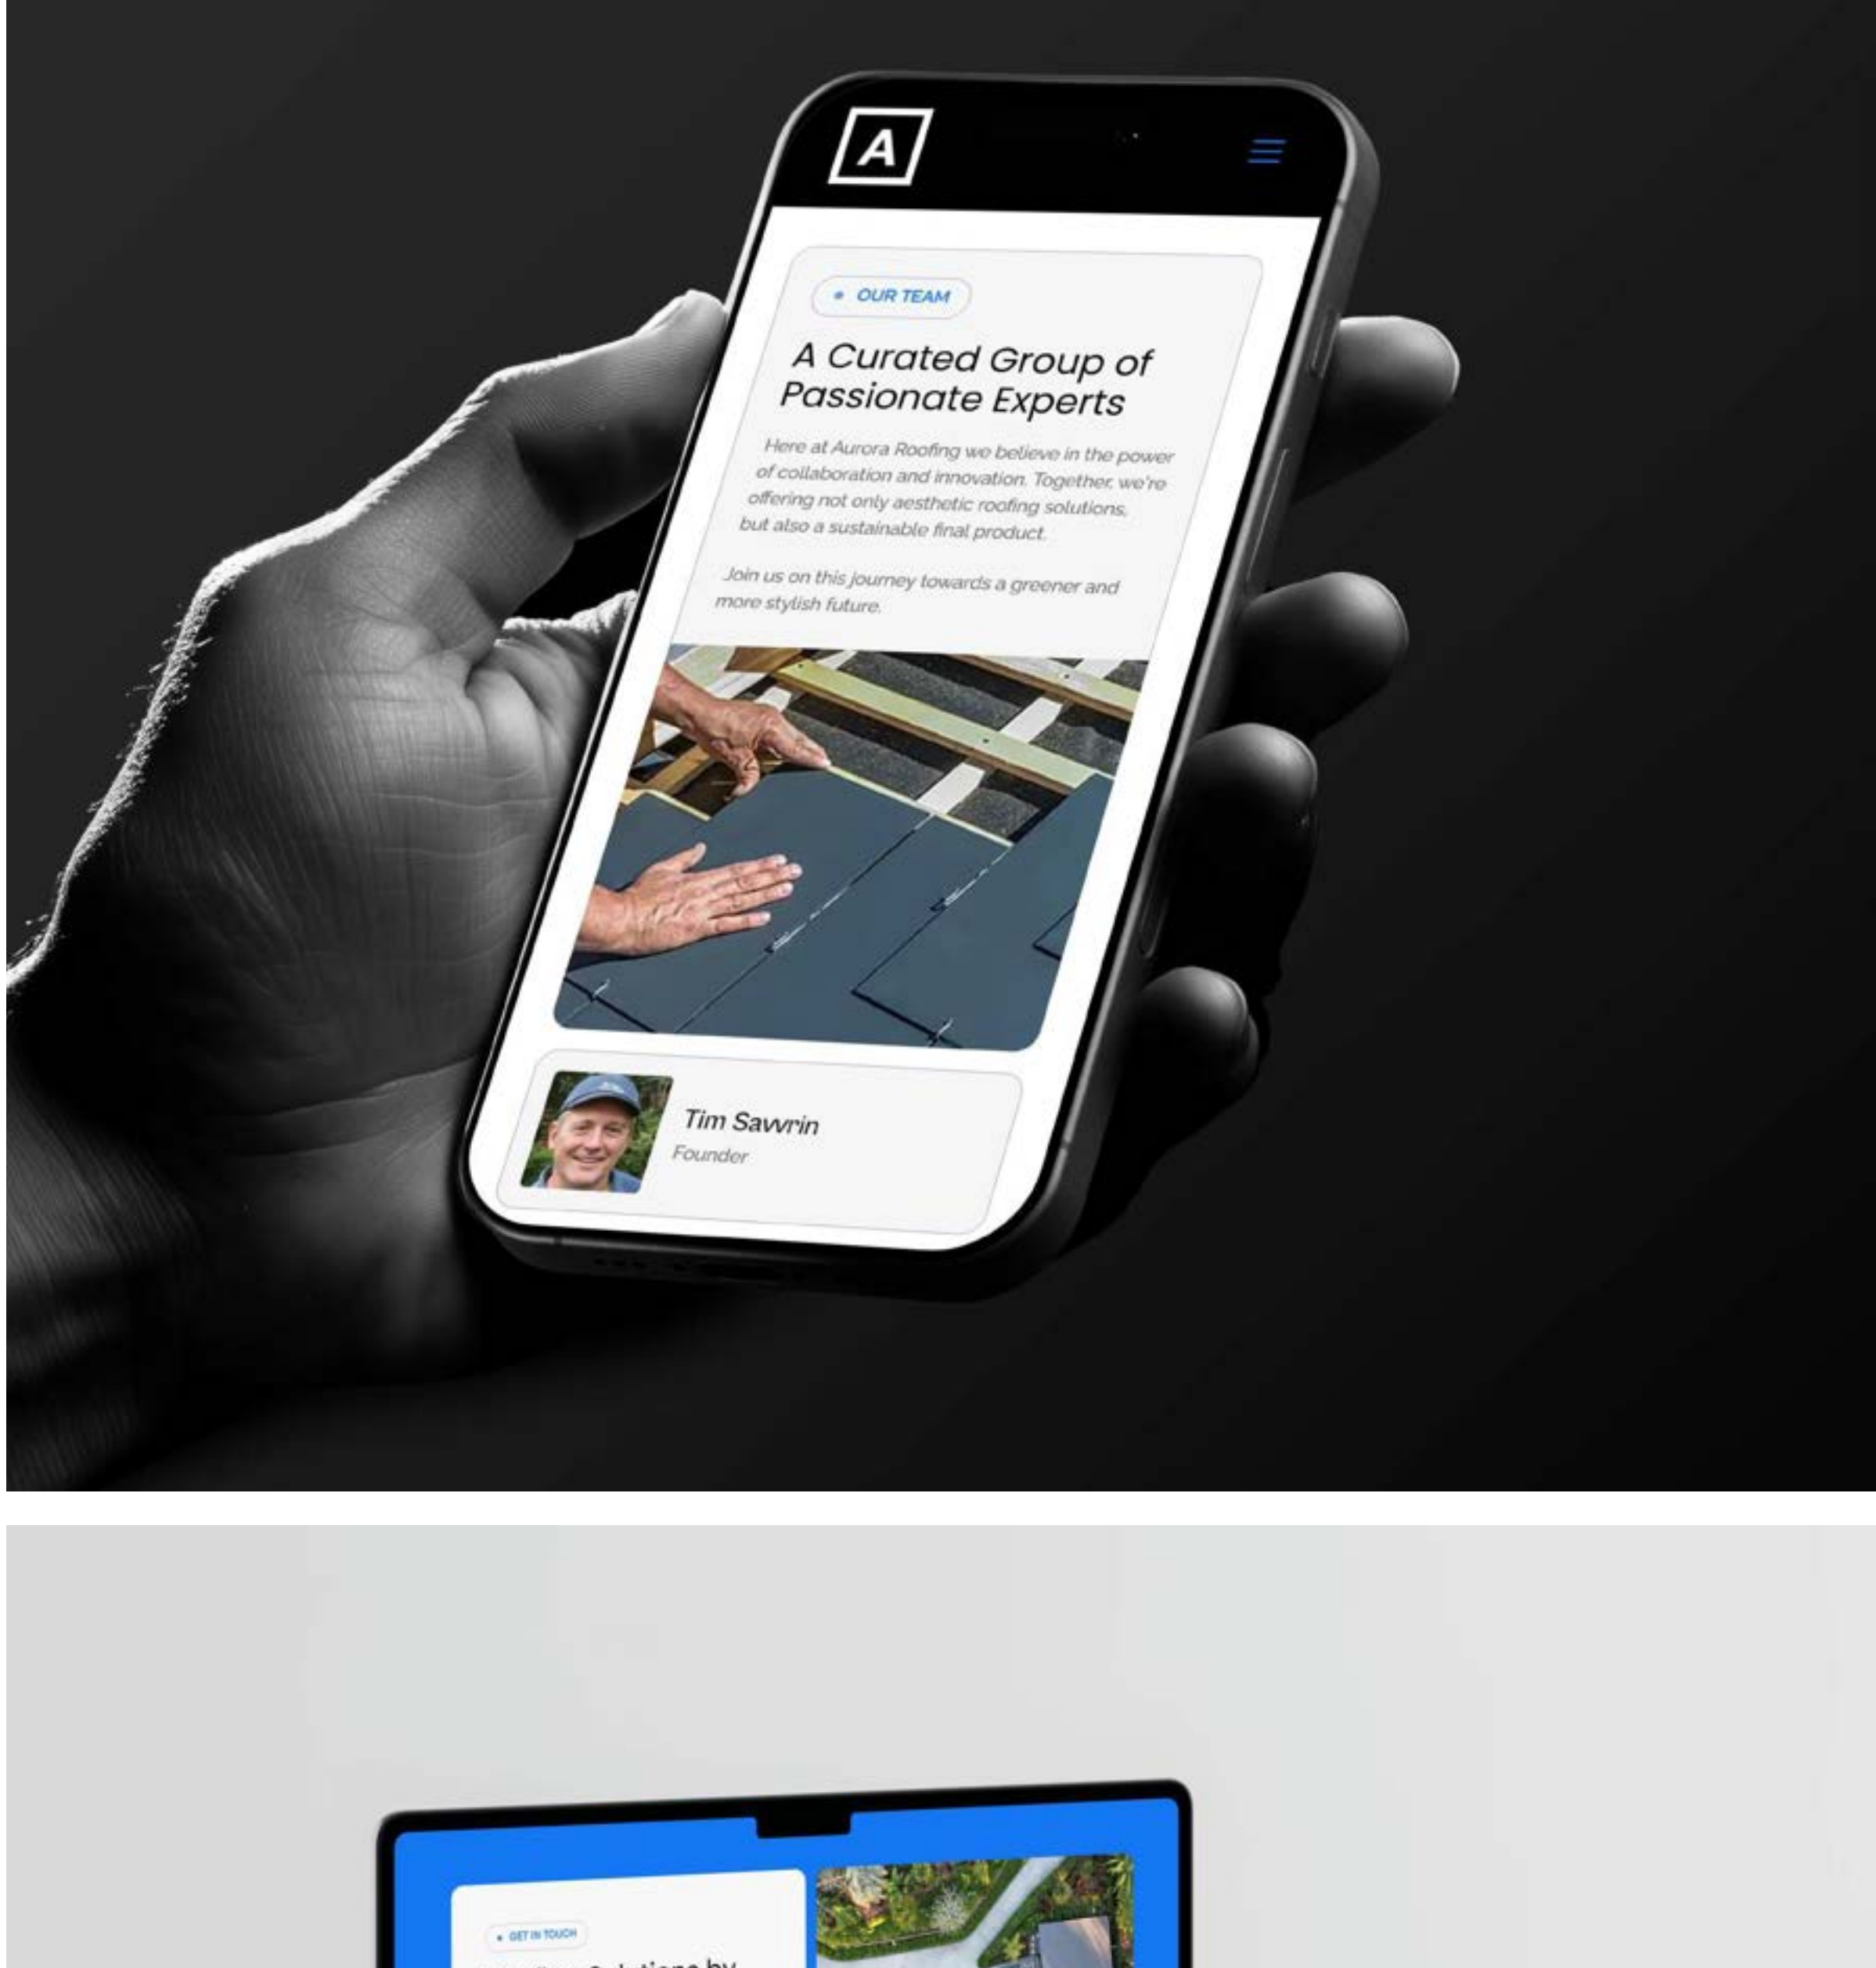 A
OUR TEAM
A Curated Group of
Passionate Experts
Here at Aurora Roofing we believe in the power
of collaboration and innovation. Together, we're
offering not only aesthetic roofing solutions,
but also a sustainable final product.
Join us on this journey towards a greener and
more stylish future.
Tim Sawrin
Founder
GET IN TOUCH
Solutions by